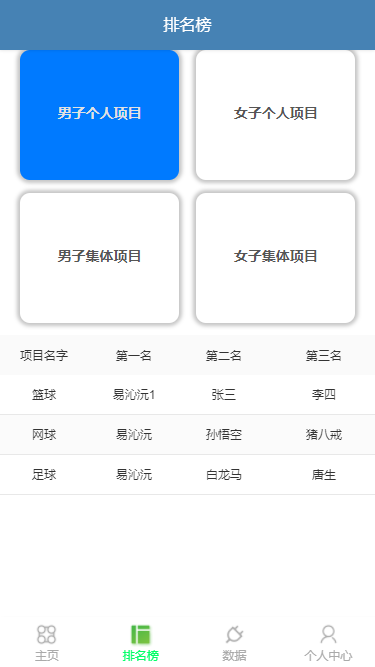 排名榜
男子个人项目 女子个人项目
男子集体项目 女子集体项目
项目名字 第一名 第二名 第三名
篮球 易沁沅1 张三 李四
网球 易沁沅 孙悟空 猪八戒
足球 易沁沅 白龙马 唐生
主页 排名榜 数据 个人中心